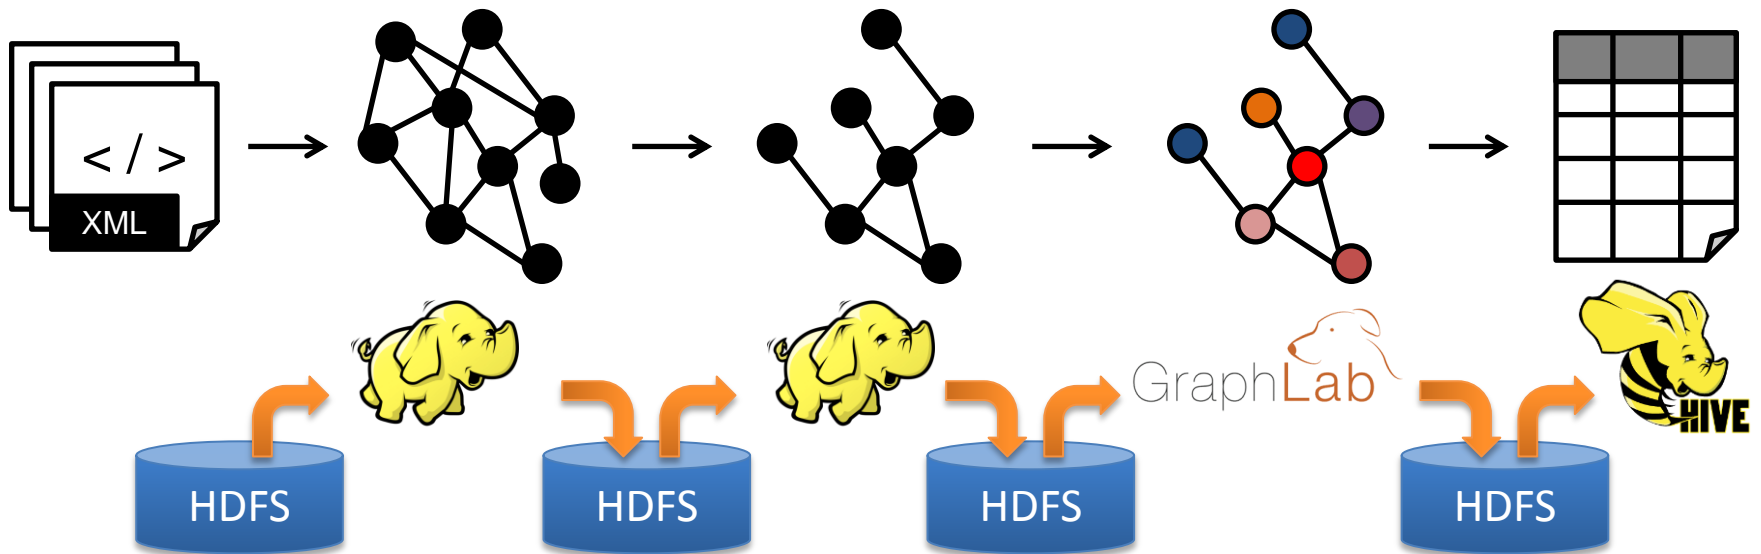 < / >
XML
GraphLab
HIVE
HDFS
HDFS
HDFS
HDFS